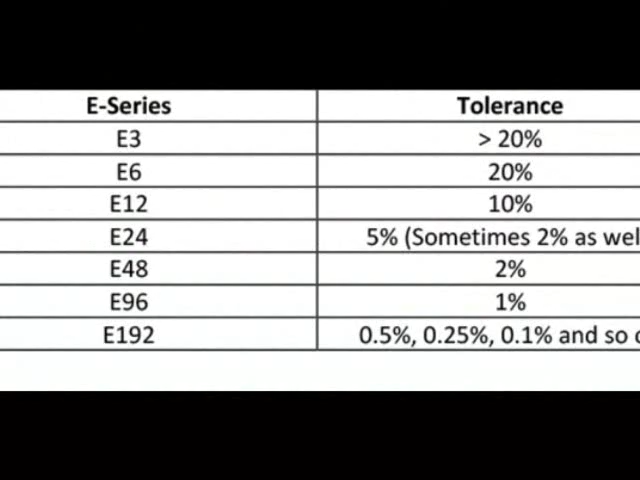 E-Series Tolerance
E3 > 20%
E6 20%
E12 10%
E24 5% (Sometimes 2% as wel
E48 2%
E96 1%
E192 0.5%, 0.25%, 0.1% and so